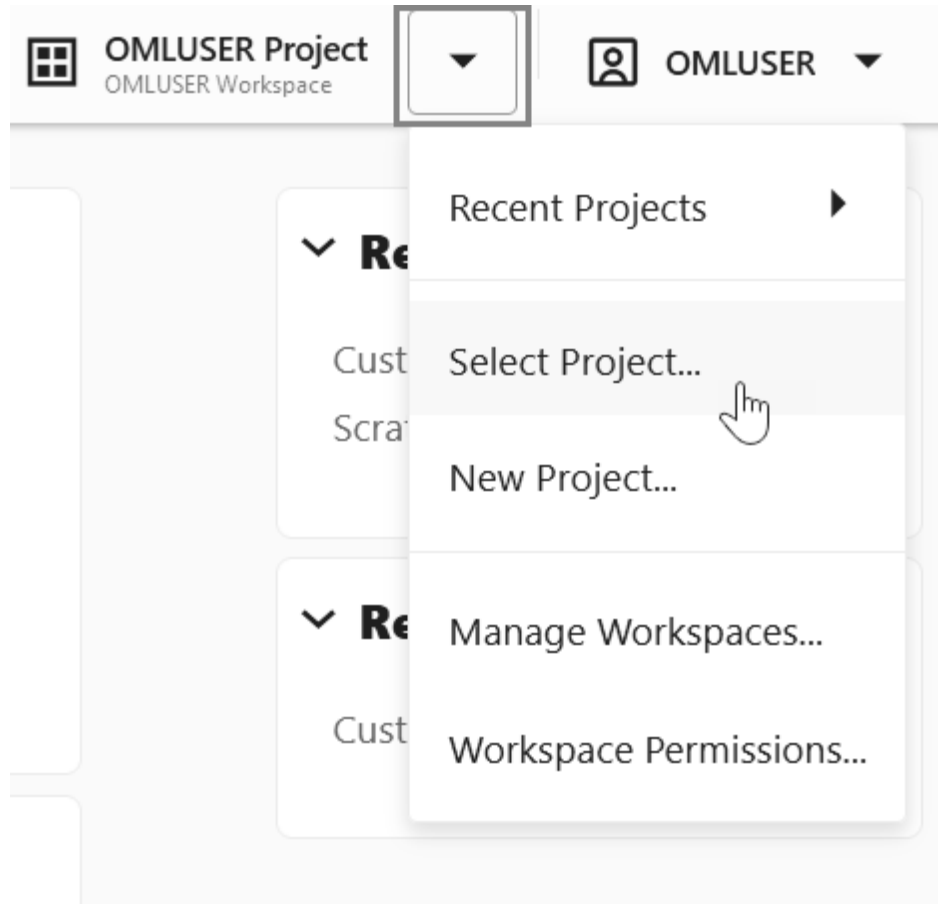 OMLUSER Project
OMLUSER Workspace
OMLUSER
Recent Projects
Select Project...
New Project...
Manage Workspaces...
Workspace Permissions...